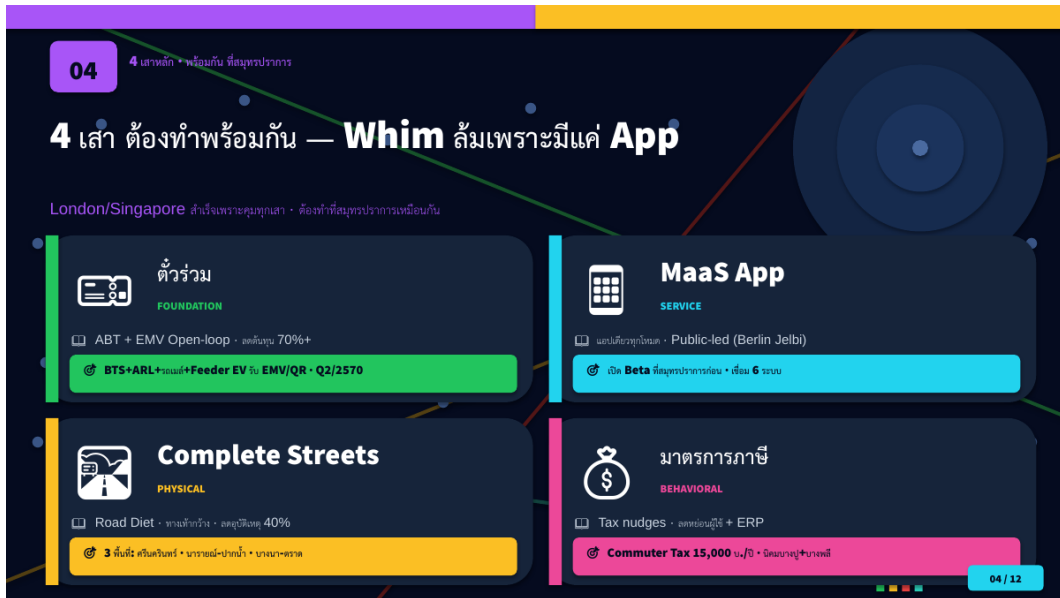 04
4 เสาหลัก • พร้อมกัน ที่สมุทรปราการ
4 เสา ต้องทำพร้อมกัน — Whim ล้มเพราะมีแค่ App
London/Singapore สำเร็จเพราะคุมทุกเสา · ต้องทำที่สมุทรปราการเหมือนกัน
ตั๋วร่วม
FOUNDATION
ABT + EMV Open-loop · ลดต้นทุน 70%+
BTS+ARL+รถเมล์+Feeder EV รับ EMV/QR • Q2/2570
MaaS App
SERVICE
แอปเดียวทุกโหมด · Public-led (Berlin Jelbi)
เปิด Beta ที่สมุทรปราการก่อน • เชื่อม 6 ระบบ
Complete Streets
PHYSICAL
Road Diet · ทางเท้ากว้าง · ลดอุบัติเหตุ 40%
3 พื้นที่: ศรีนครินทร์ • นารายณ์-ปากน้ำ • บางนา-ตราด
มาตรการภาษี
BEHAVIORAL
Tax nudges · ลดหย่อนผู้ใช้ + ERP
Commuter Tax 15,000 บ./ปี • นิคมบางปู+บางพลี
04 / 12